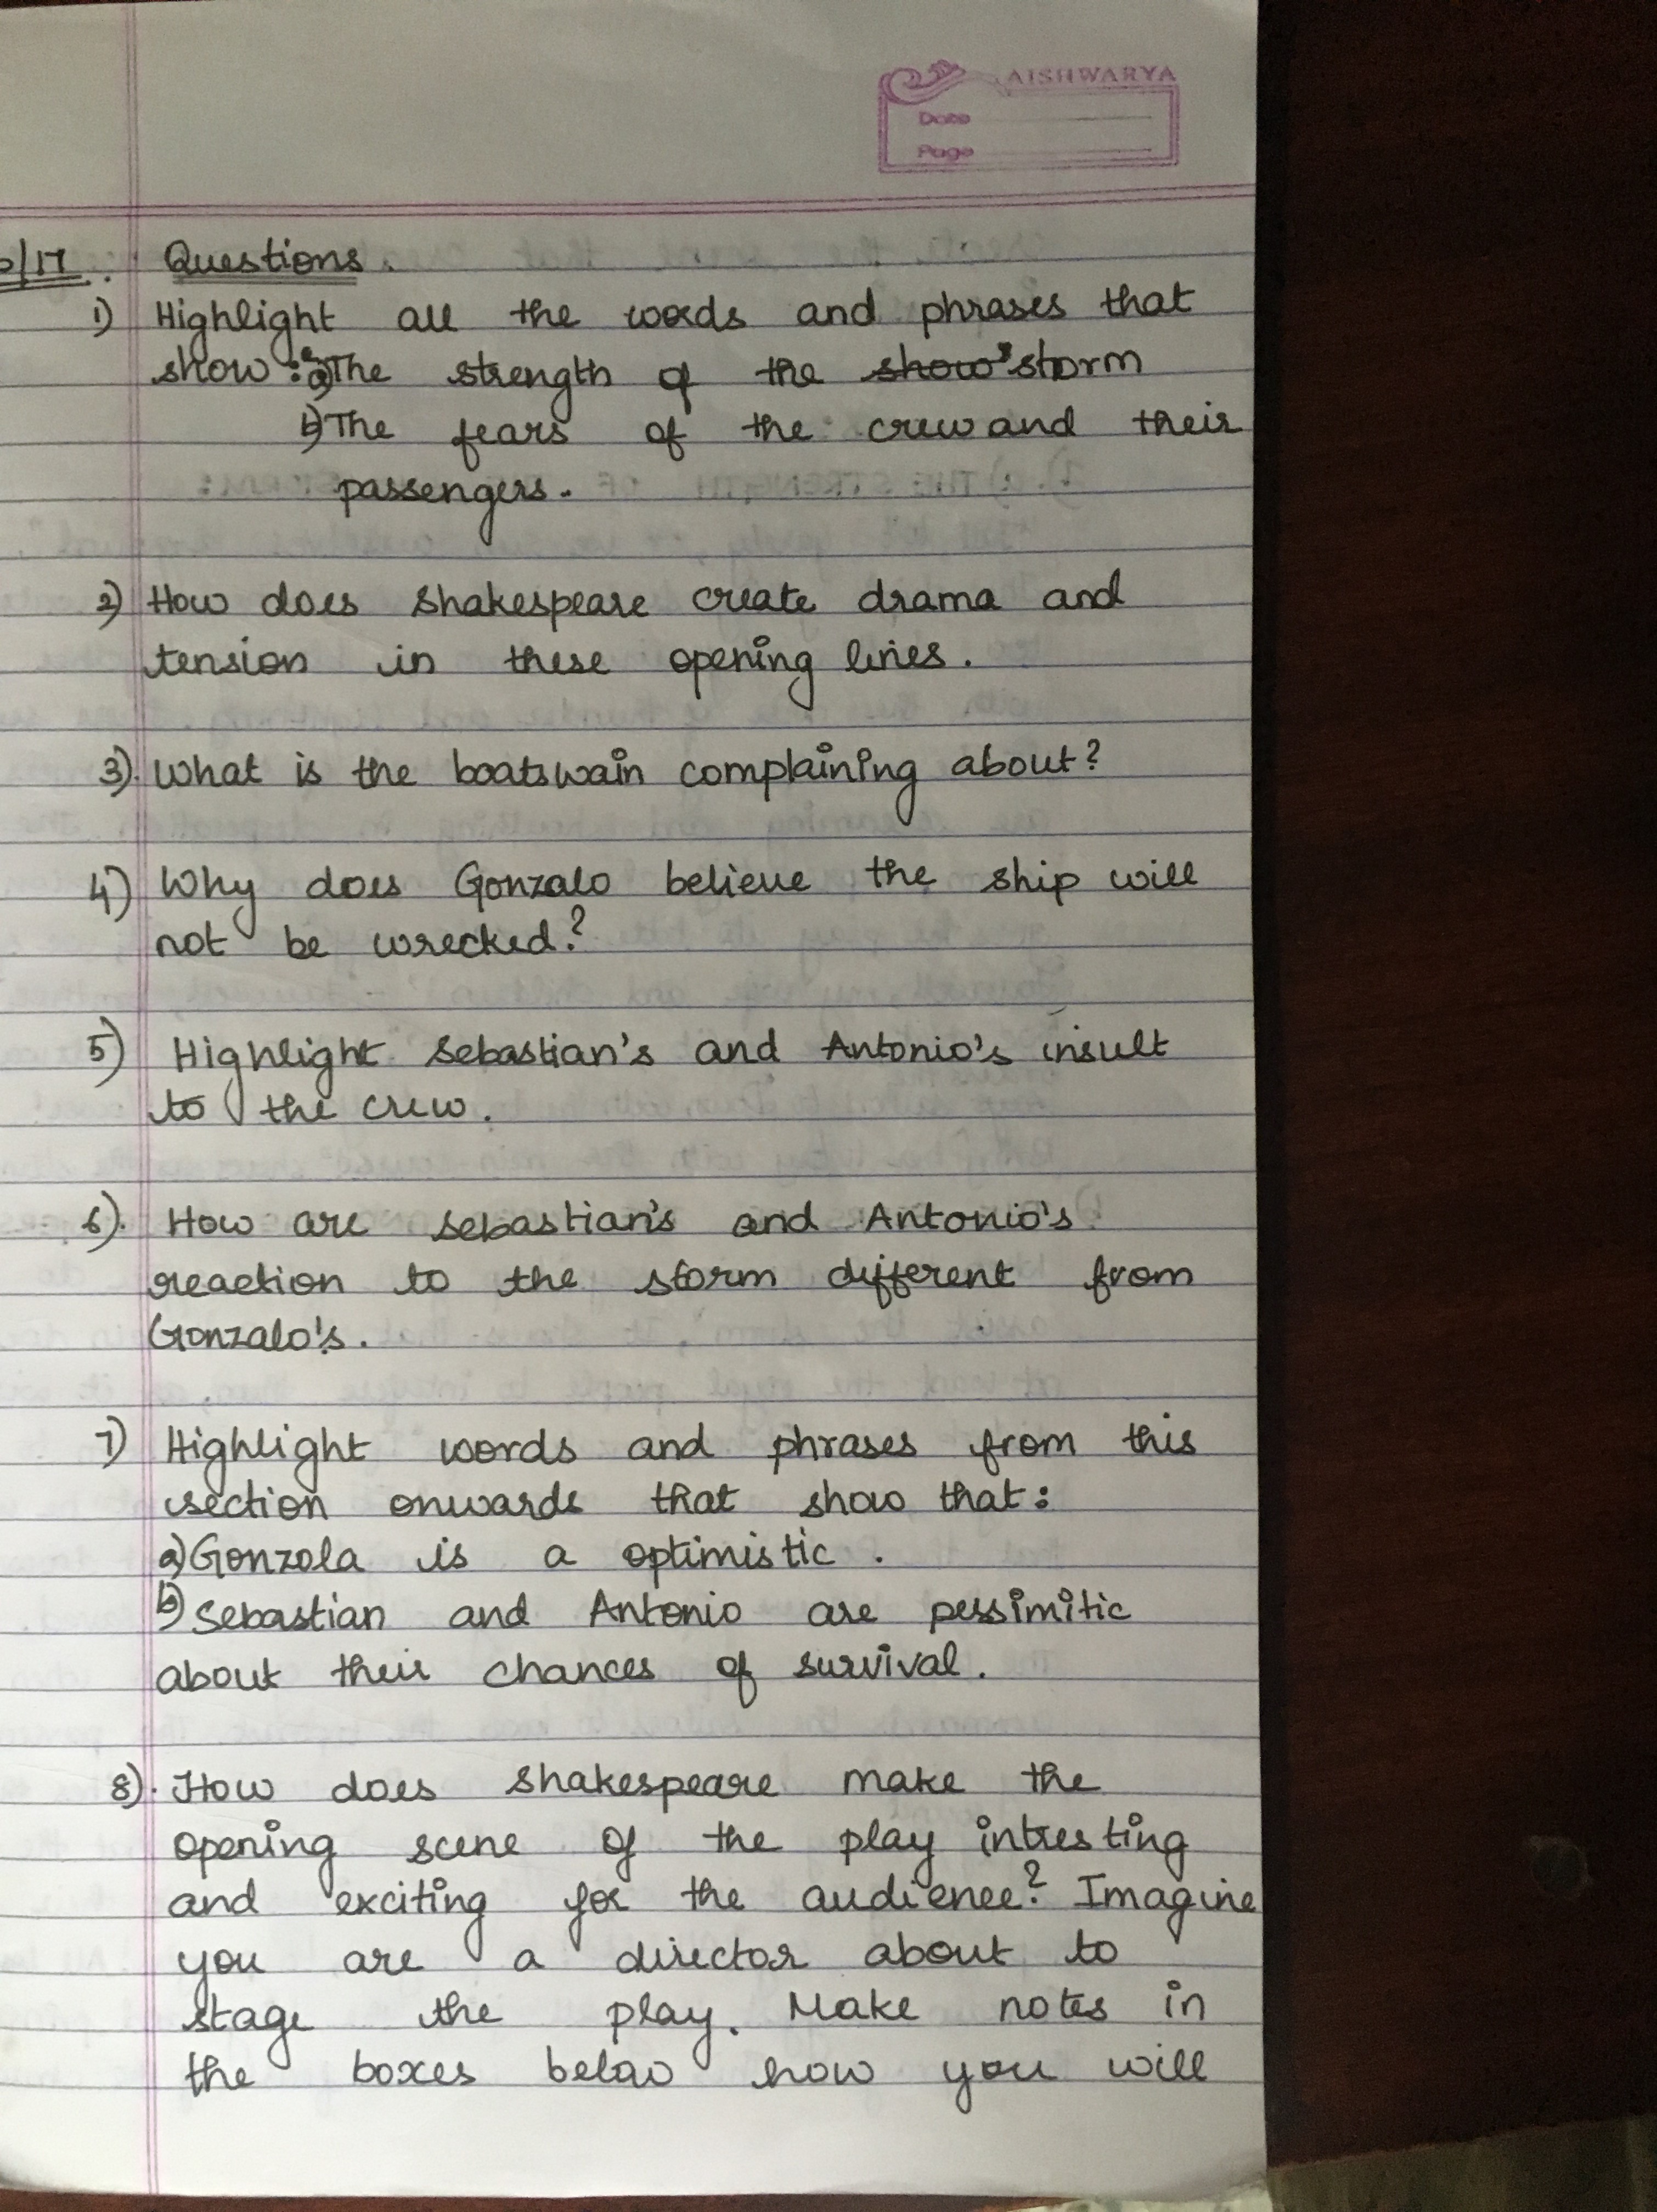 AISHWARYA
Date
Page
/17. Questions.
1) Highlight all the words and phrases that
show: a) The strength of the show storm
b) The fears of the crew and their
passengers.
2) How does Shakespeare create drama and
tension in these opening lines.
3). What is the boatswain complaining about?
4) Why does Gonzalo believe the ship will
not be wrecked?
5) Highlight Sebastian's and Antonio's insult
to the crew.
6). How are Sebastian's and Antonio's
reaction to the storm different from
Gonzalo's.
7) Highlight words and phrases from this
section onwards that show that:
a) Gonzola is a optimistic.
b) Sebastian and Antonio are pessimitic
about their chances of survival.
8). How does Shakespeare make the
opening scene of the play intresting
and exciting for the audience? Imagine
you are a director about to
stage the play. Make notes in
the boxes below how you will